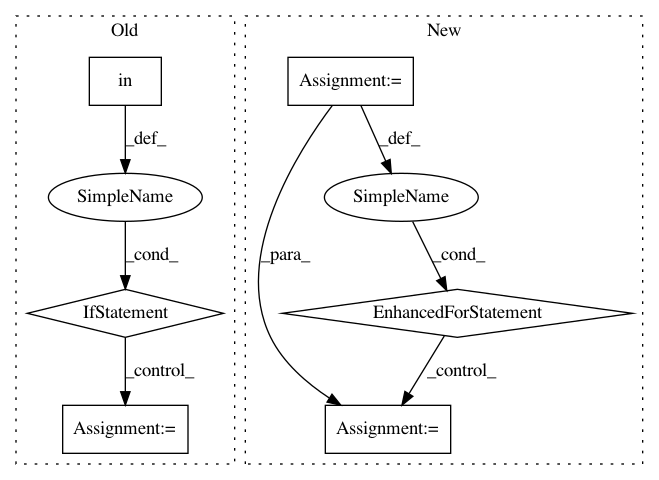 Old
New
in
Assignment:=
_def_
_def_
SimpleName
SimpleName
_para_
_cond_
_cond_
IfStatement
EnhancedForStatement
_control_
_control_
Assignment:=
Assignment:=